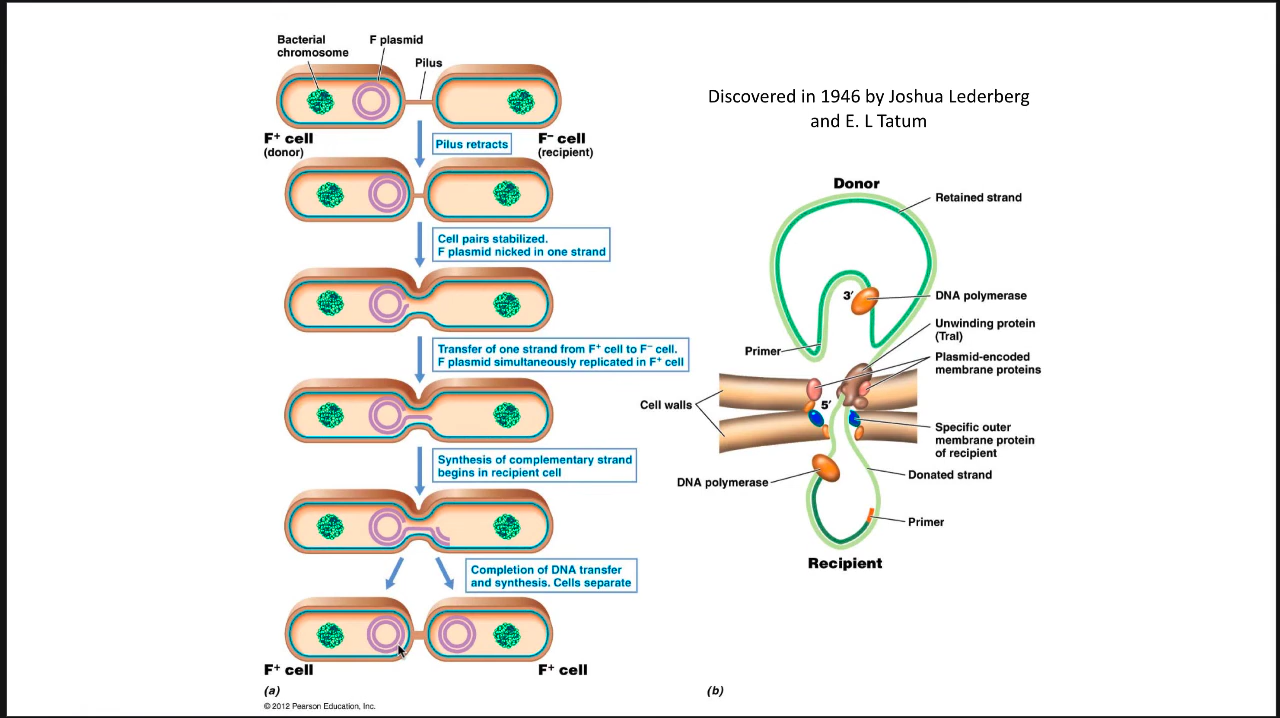 Bacterial
chromosome
F plasmid
Pilus
F⁺ cell
(donor)
F⁻ cell
(recipient)
Pilus retracts
Cell pairs stabilized.
F plasmid nicked in one strand
Transfer of one strand from F⁺ cell to F⁻ cell.
F plasmid simultaneously replicated in F⁺ cell
Synthesis of complementary strand
begins in recipient cell
Completion of DNA transfer
and synthesis. Cells separate
F⁺ cell
F⁺ cell
(a)
© 2012 Pearson Education, Inc.
Discovered in 1946 by Joshua Lederberg
and E. L Tatum
Donor
Retained strand
3′
DNA polymerase
Unwinding protein
(TraI)
Primer
Plasmid-encoded
membrane proteins
Cell walls
5′
Specific outer
membrane protein
of recipient
DNA polymerase
Donated strand
Primer
Recipient
(b)